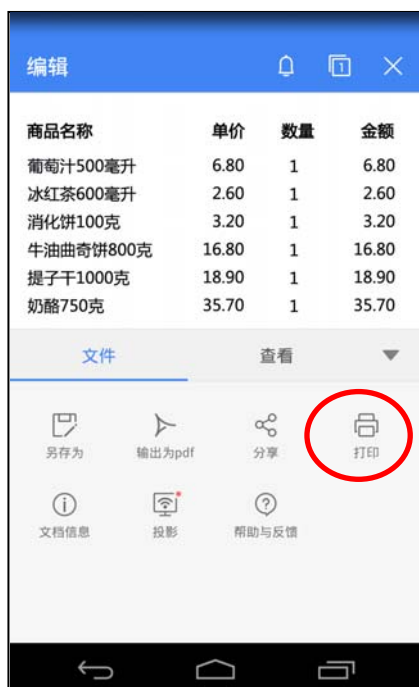 编辑 1
商品名称 单价 数量 金额
葡萄汁500毫升 6.80 1 6.80
冰红茶600毫升 2.60 1 2.60
消化饼100克 3.20 1 3.20
牛油曲奇饼800克 16.80 1 16.80
提子干1000克 18.90 1 18.90
奶酪750克 35.70 1 35.70
文件 查看
另存为 输出为pdf 分享 打印
文档信息 投影 帮助与反馈